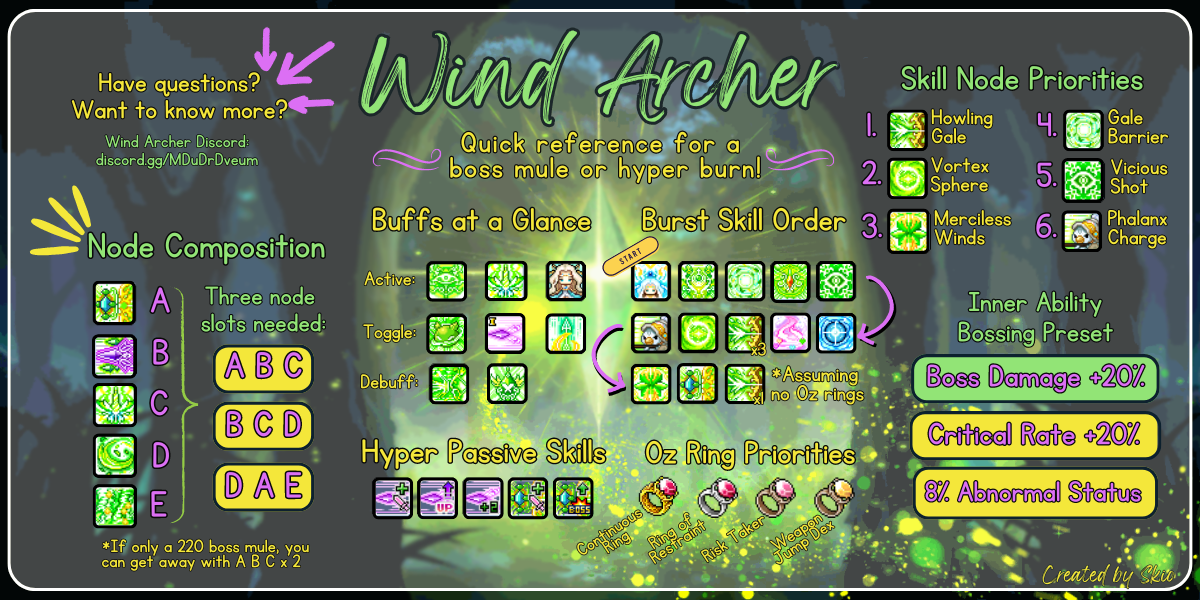 Wind Archer
Quick reference for a
boss mule or hyper burn!
Have questions?
Want to know more?
Wind Archer Discord:
discord.gg/MDuDrDveum
Node Composition
A
B
C
D
E
Three node
slots needed:
A B C
B C D
D A E
*If only a 220 boss mule, you
can get away with A B C x 2
Buffs at a Glance
Active:
Toggle:
I
Debuff:
Burst Skill Order
START
x3
x1
*Assuming
no Oz rings
Hyper Passive Skills
UP
+2
BOSS
Oz Ring Priorities
Continuous
Ring
Ring of
Restraint
Risk Taker
Weapon
Jump Dex
Skill Node Priorities
1. Howling
Gale
2. Vortex
Sphere
3. Merciless
Winds
4. Gale
Barrier
5. Vicious
Shot
6. Phalanx
Charge
Inner Ability
Bossing Preset
Boss Damage +20%
Critical Rate +20%
8% Abnormal Status
Created by Skio